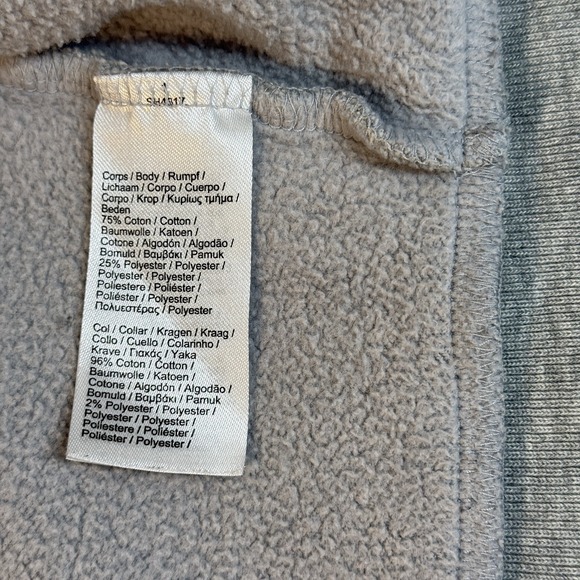 SH4317
Corps / Body / Rumpf /
Lichaam / Corpo / Cuerpo /
Corpo / Krop / Κυρίως τμήμα /
Beden
75% Coton / Cotton /
Baumwolle / Katoen /
Cotone / Algodón / Algodão /
Bomuld / Βαμβάκι / Pamuk
25% Polyester / Polyester /
Polyester / Polyester /
Poliestere / Poliéster /
Poliéster / Polyester /
Πολυεστέρας / Polyester
Col / Collar / Kragen / Kraag /
Collo / Cuello / Colarinho /
Krave / Γιακάς / Yaka
96% Coton / Cotton /
Baumwolle / Katoen /
Cotone / Algodón / Algodão /
Bomuld / Βαμβάκι / Pamuk
2% Polyester / Polyester /
Polyester / Polyester /
Poliestere / Poliéster /
Poliéster / Polyester /